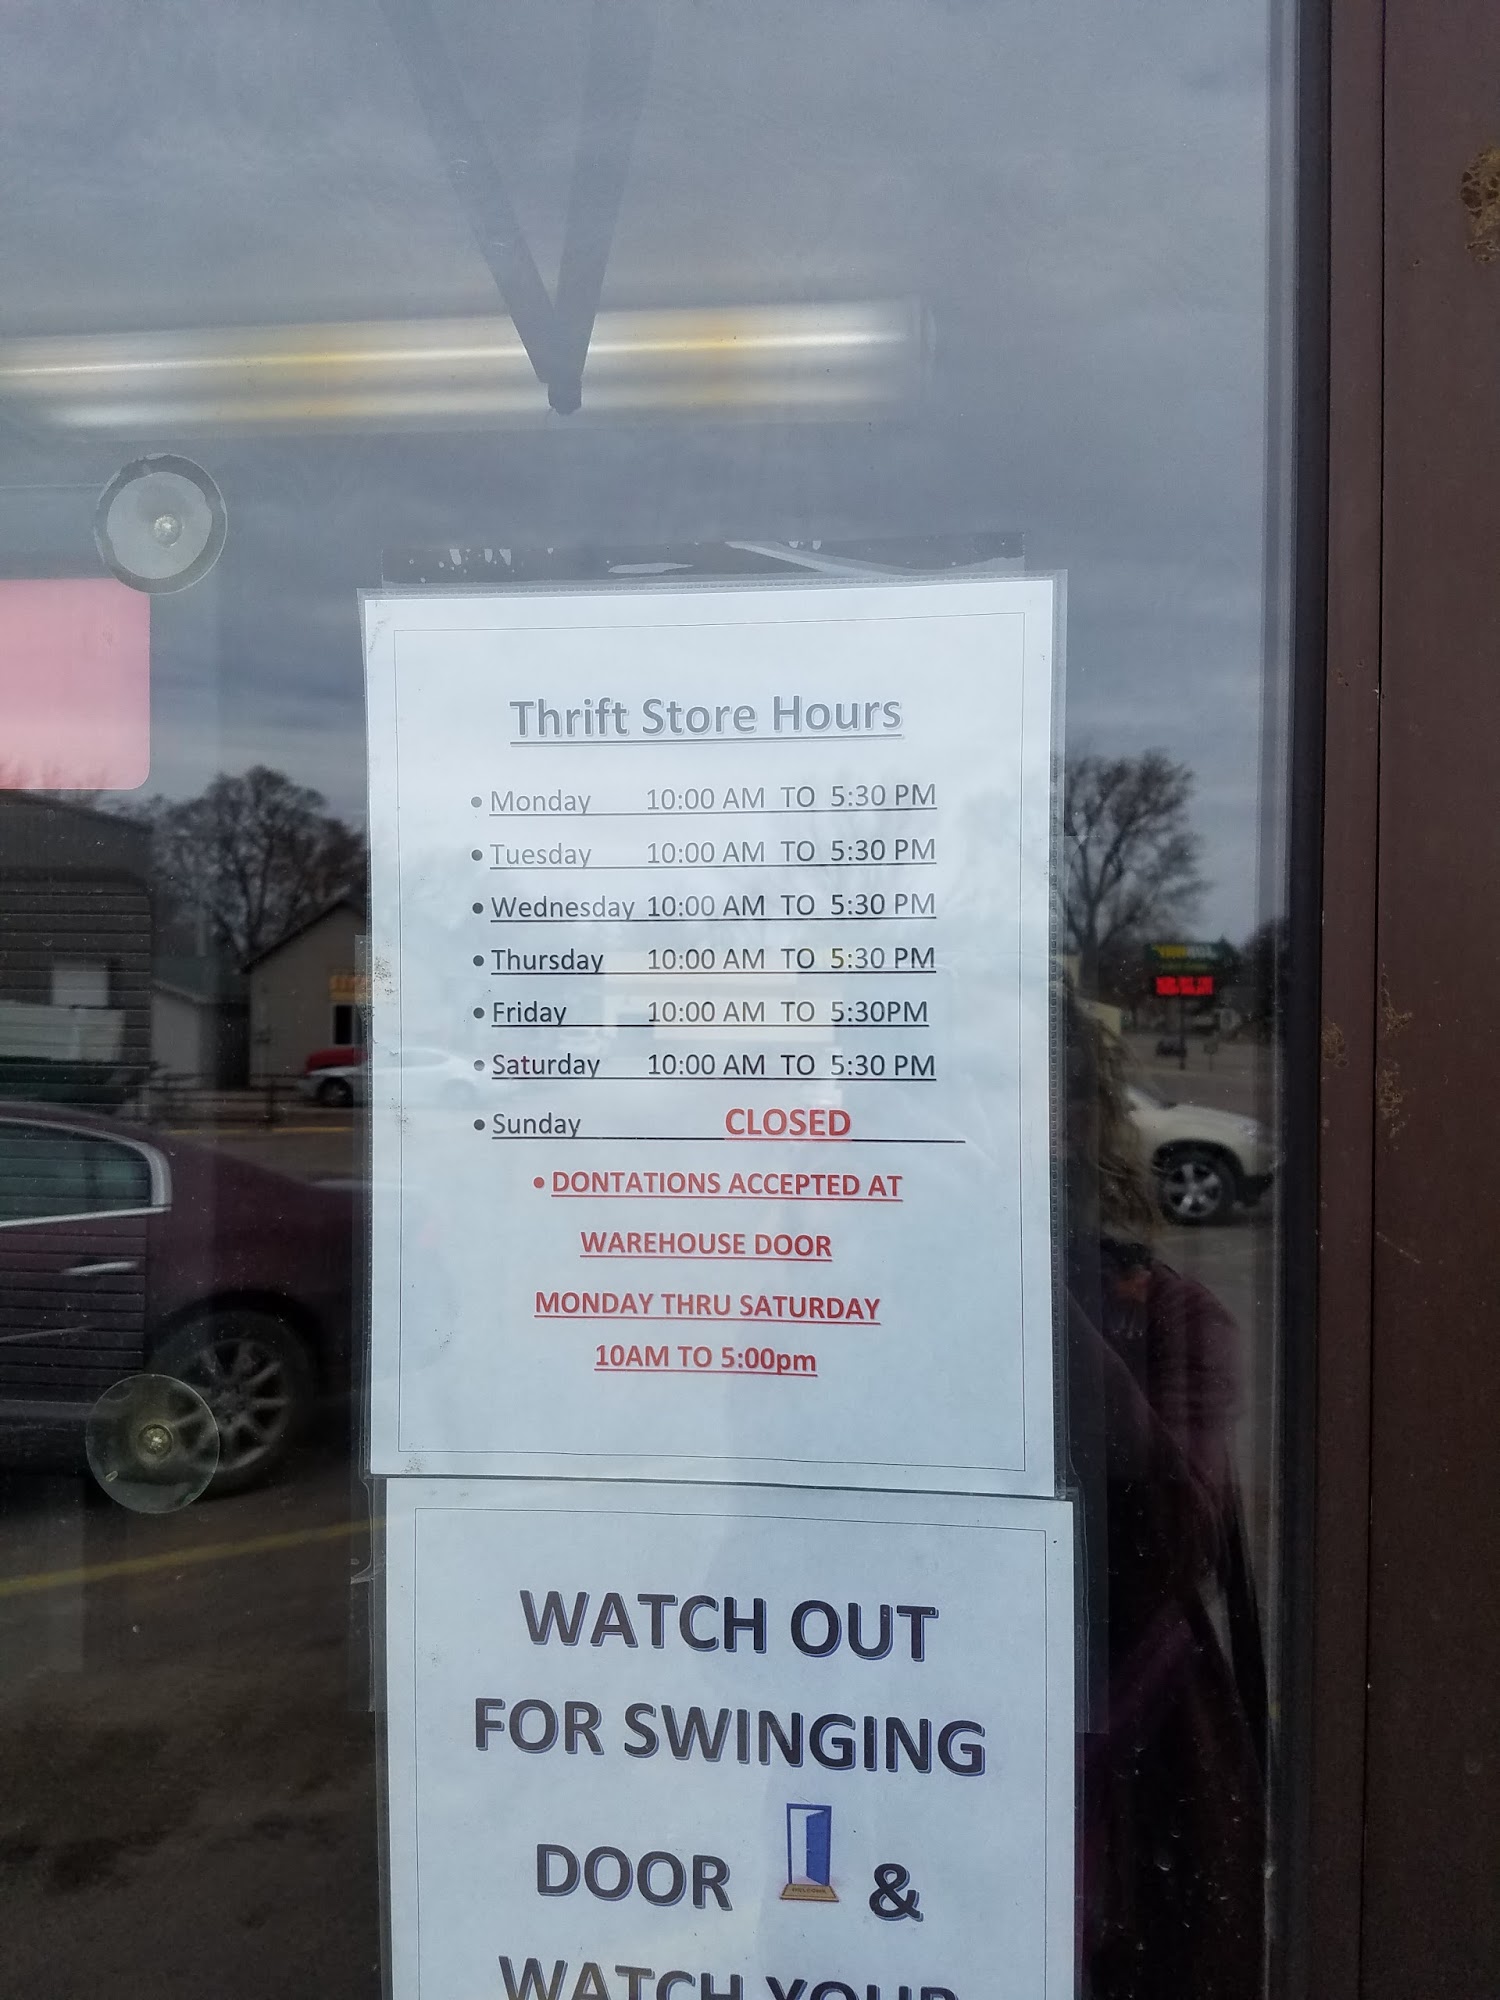 Thrift Store Hours
• Monday 10:00 AM TO 5:30 PM
• Tuesday 10:00 AM TO 5:30 PM
• Wednesday 10:00 AM TO 5:30 PM
• Thursday 10:00 AM TO 5:30 PM
• Friday 10:00 AM TO 5:30PM
• Saturday 10:00 AM TO 5:30 PM
• Sunday CLOSED
• DONTATIONS ACCEPTED AT
WAREHOUSE DOOR
MONDAY THRU SATURDAY
10AM TO 5:00pm
WATCH OUT
FOR SWINGING
DOOR &
WATCH YOUR